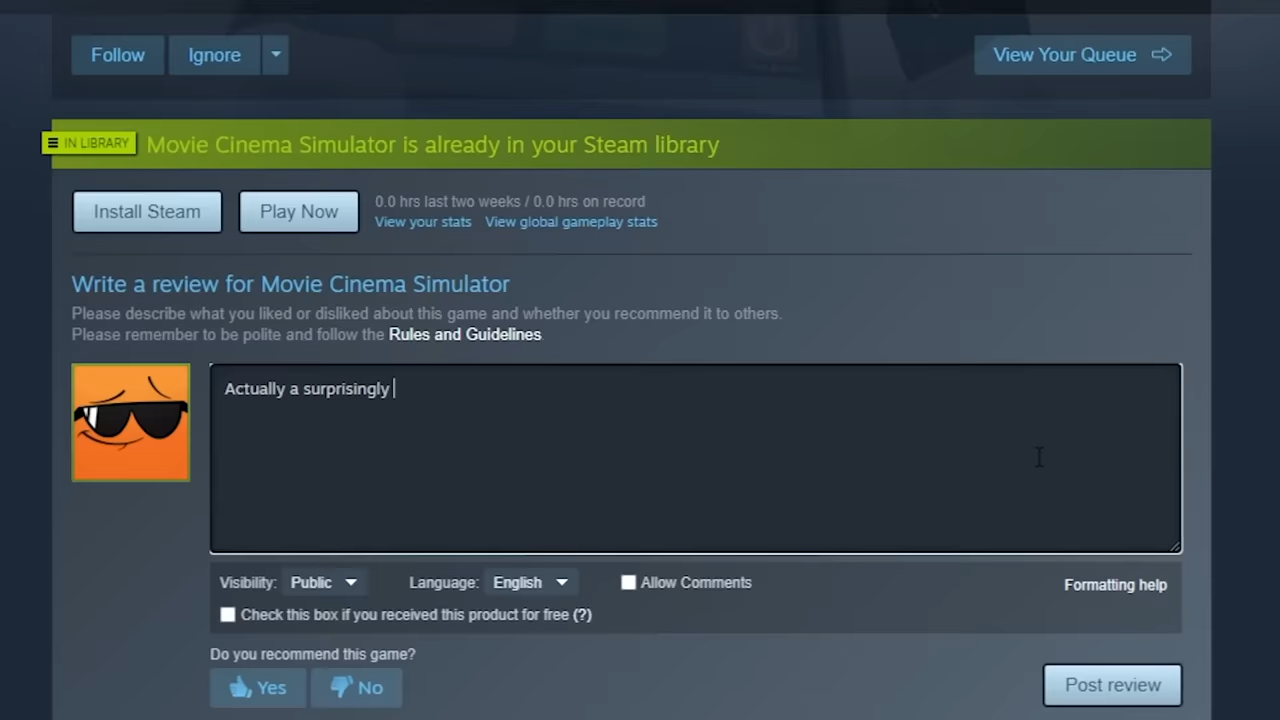 Follow Ignore View Your Queue
IN LIBRARY Movie Cinema Simulator is already in your Steam library
Install Steam Play Now 0.0 hrs last two weeks / 0.0 hrs on record
View your stats View global gameplay stats
Write a review for Movie Cinema Simulator
Please describe what you liked or disliked about this game and whether you recommend it to others.
Please remember to be polite and follow the Rules and Guidelines.
Actually a surprisingly
Visibility: Public Language: English Allow Comments Formatting help
Check this box if you received this product for free (?)
Do you recommend this game?
Yes No Post review